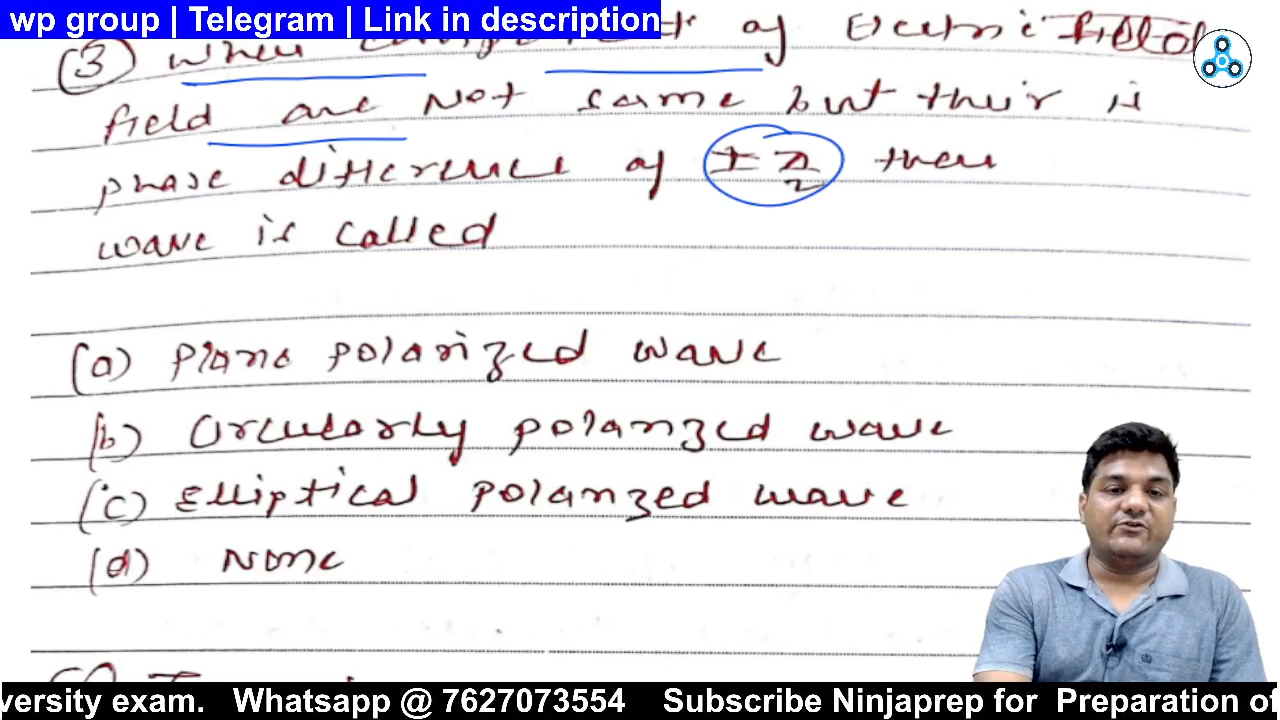 wp group | Telegram | Link in description
(3) when component of Electric field
field are Not same but their is
phase difference of ± π/2 then
wave is called
(a) Plane polarized wave
(b) Circularly polarized wave
(c) Elliptical polarized wave
(d) None
versity exam. Whatsapp @ 7627073554 Subscribe Ninjaprep for Preparation of